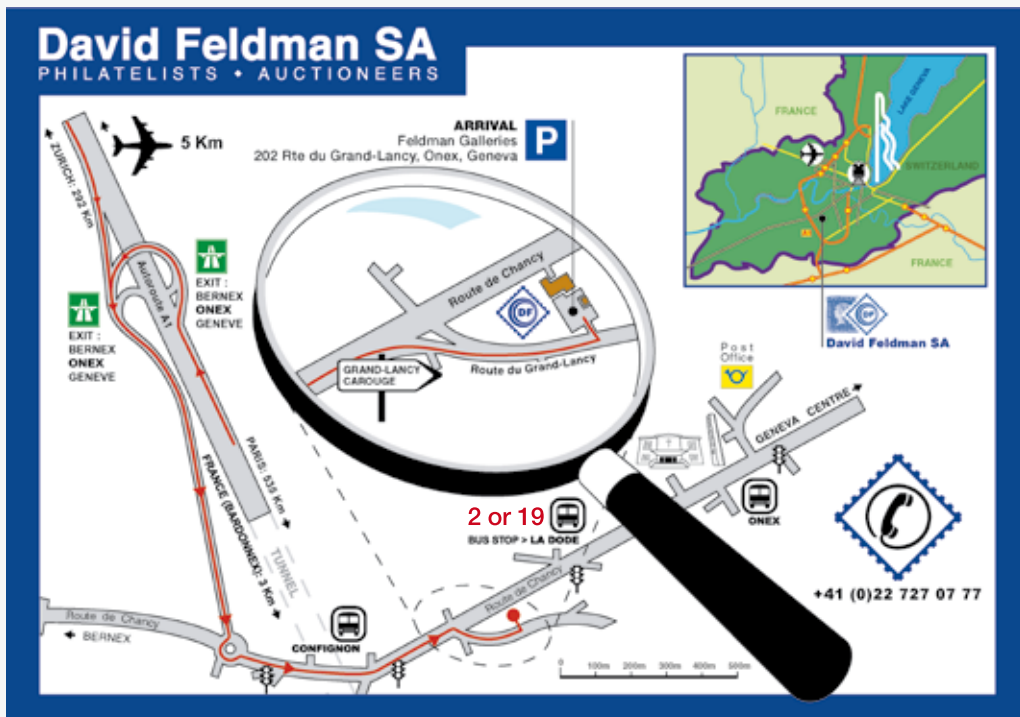 David Feldman SA
PHILATELISTS • AUCTIONEERS
5 Km
ZURICH: 292 Km
ARRIVAL
Feldman Galleries
202 Rte du Grand-Lancy, Onex, Geneva
P
FRANCE
LAKE GENEVA
SWITZERLAND
A1
FRANCE
DF
David Feldman SA
Autoroute A1
EXIT :
BERNEX
ONEX
GENEVE
EXIT :
BERNEX
ONEX
GENEVE
Route de Chancy
DF
GRAND-LANCY
CAROUGE
Route du Grand-Lancy
Post
Office
GENEVA CENTRE
PARIS: 535 Km
FRANCE (BARDONNEX): 3 Km
TUNNEL
2 or 19
BUS STOP > LA DODE
ONEX
+41 (0)22 727 07 77
Route de Chancy
Route de Chancy
BERNEX
CONFIGNON
0 100m 200m 300m 400m 500m